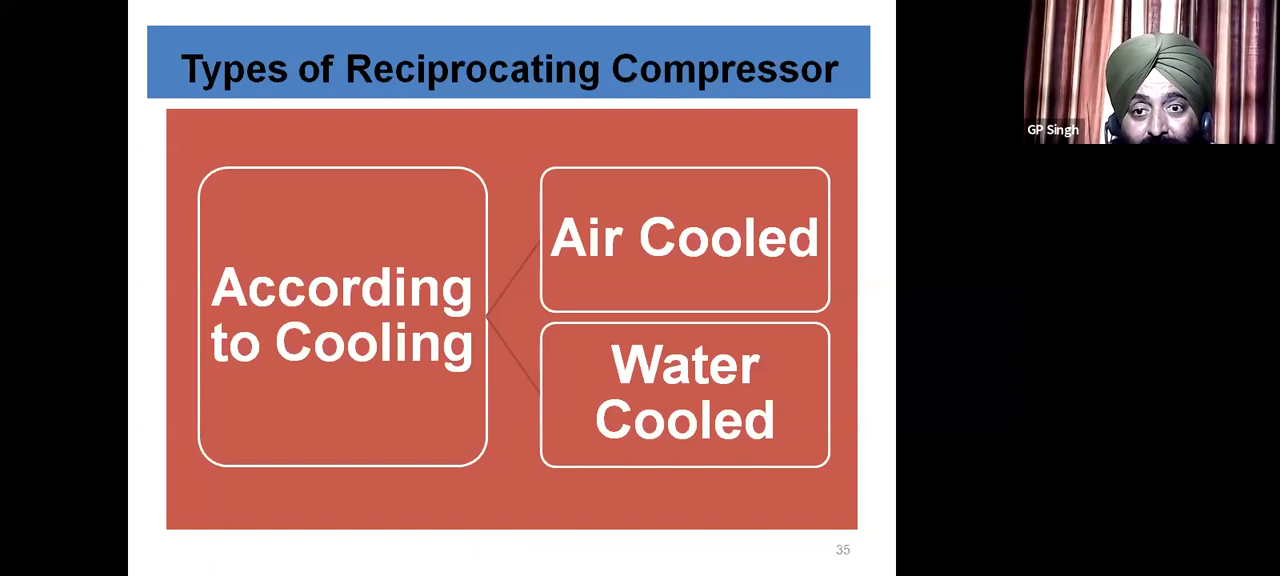 Types of Reciprocating Compressor
GP Singh
According
to Cooling
Air Cooled
Water
Cooled
35